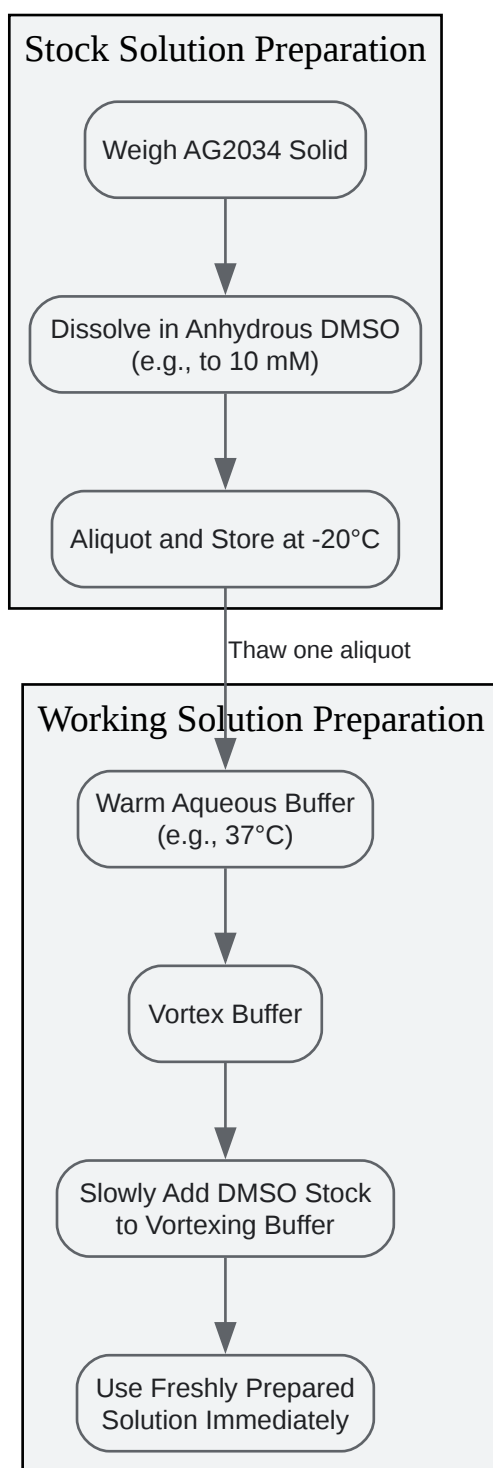 Stock Solution Preparation
Weigh AG2034 Solid
Dissolve in Anhydrous DMSO
(e.g., to 10 mM)
Aliquot and Store at -20°C
Thaw one aliquot
Working Solution Preparation
Warm Aqueous Buffer
(e.g., 37°C)
Vortex Buffer
Slowly Add DMSO Stock
to Vortexing Buffer
Use Freshly Prepared
Solution Immediately